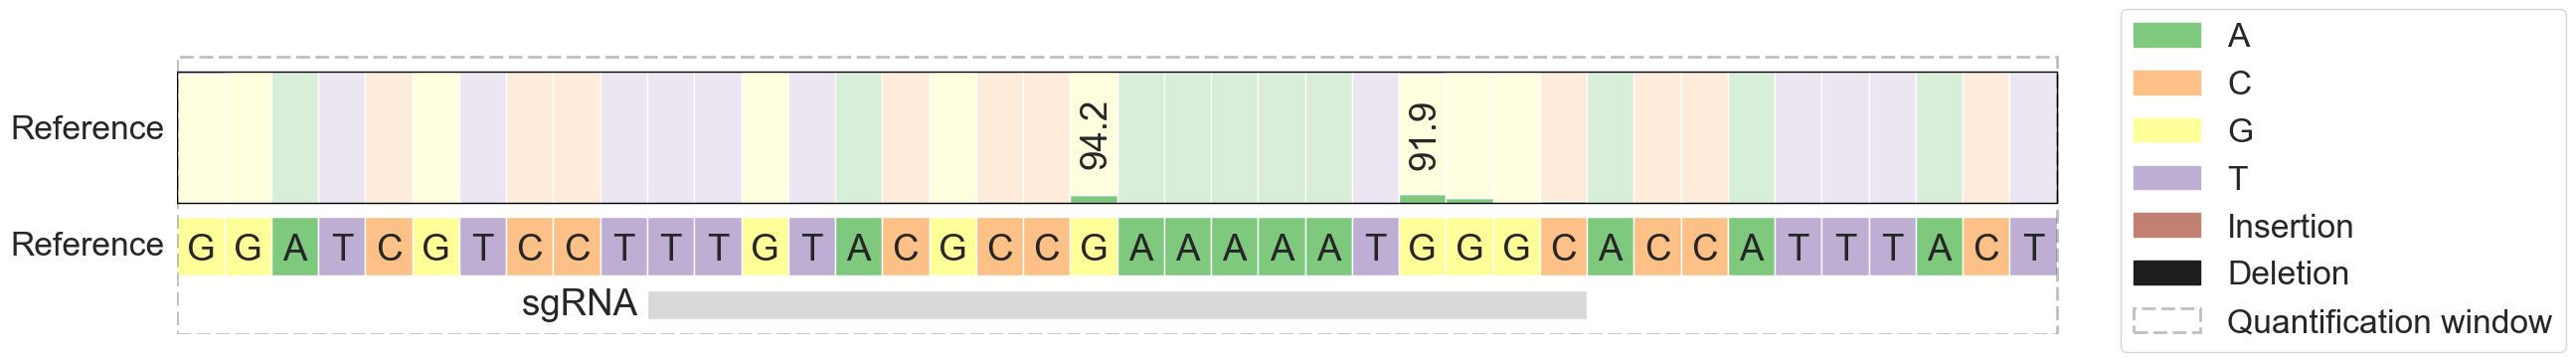 Reference 94.2 91.9
Reference G G A T C G T C C T T T G T A C G C C G A A A A A T G G G C A C C A T T T A C T
sgRNA
A
C
G
T
Insertion
Deletion
Quantification window